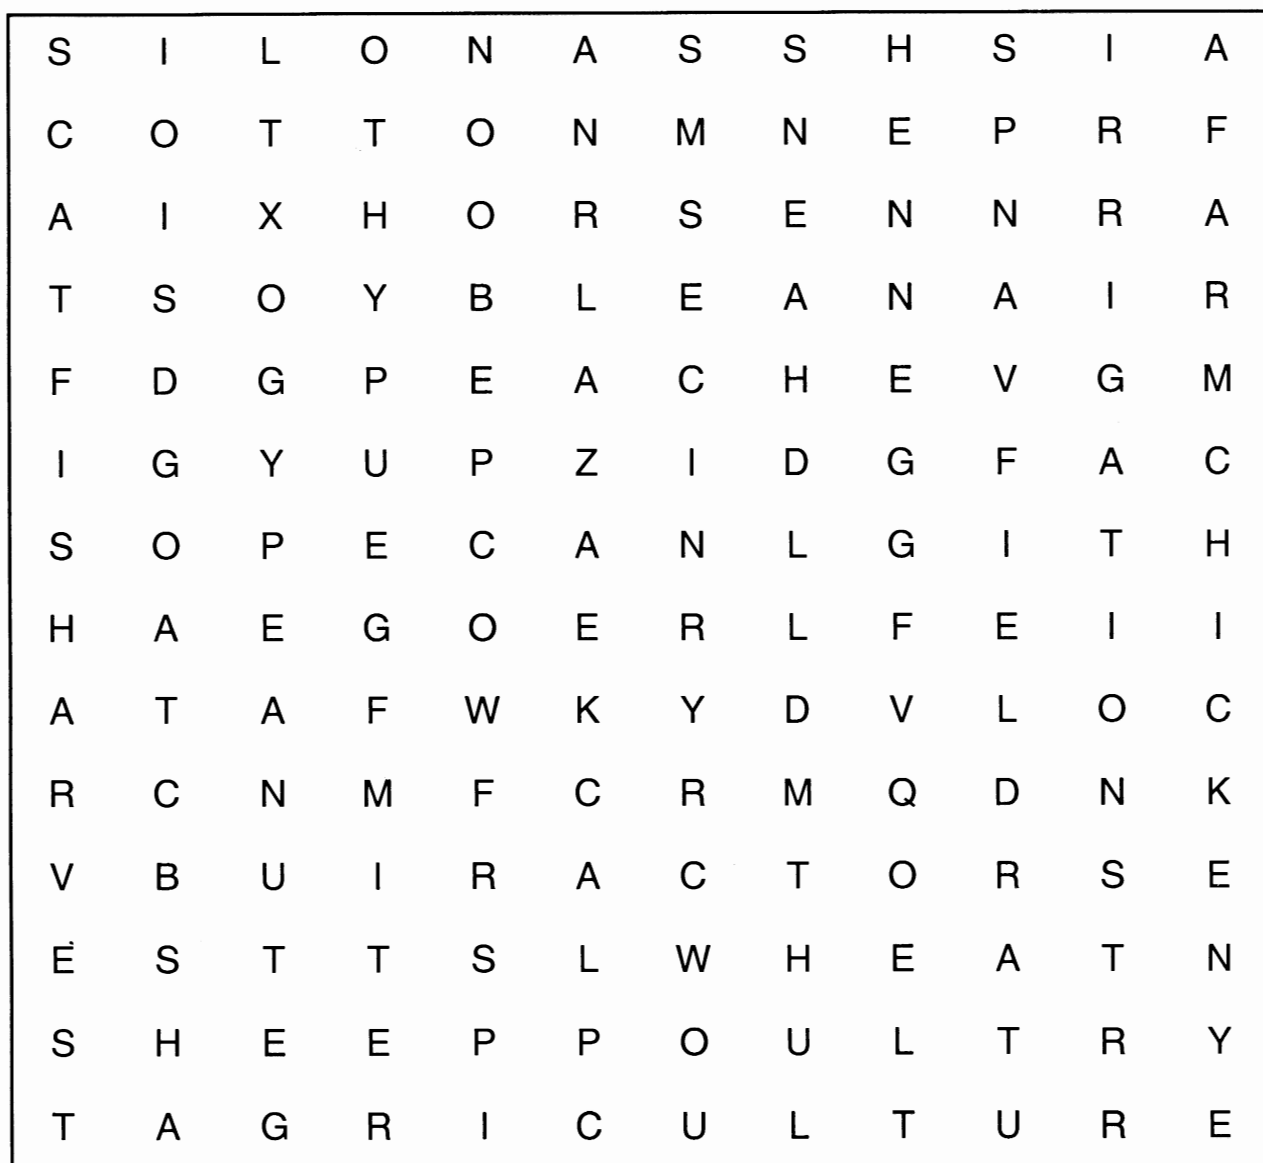 S I L O N A S S H S I A
C O T T O N M N E P R F
A I X H O R S E N N R A
T S O Y B L E A N A I R
F D G P E A C H E V G M
I G Y U P Z I D G F A C
S O P E C A N L G I T H
H A E G O E R L F E I I
A T A F W K Y D V L O C
R C N M F C R M Q D N K
V B U I R A C T O R S E
E S T T S L W H E A T N
S H E E P P O U L T R Y
T A G R I C U L T U R E